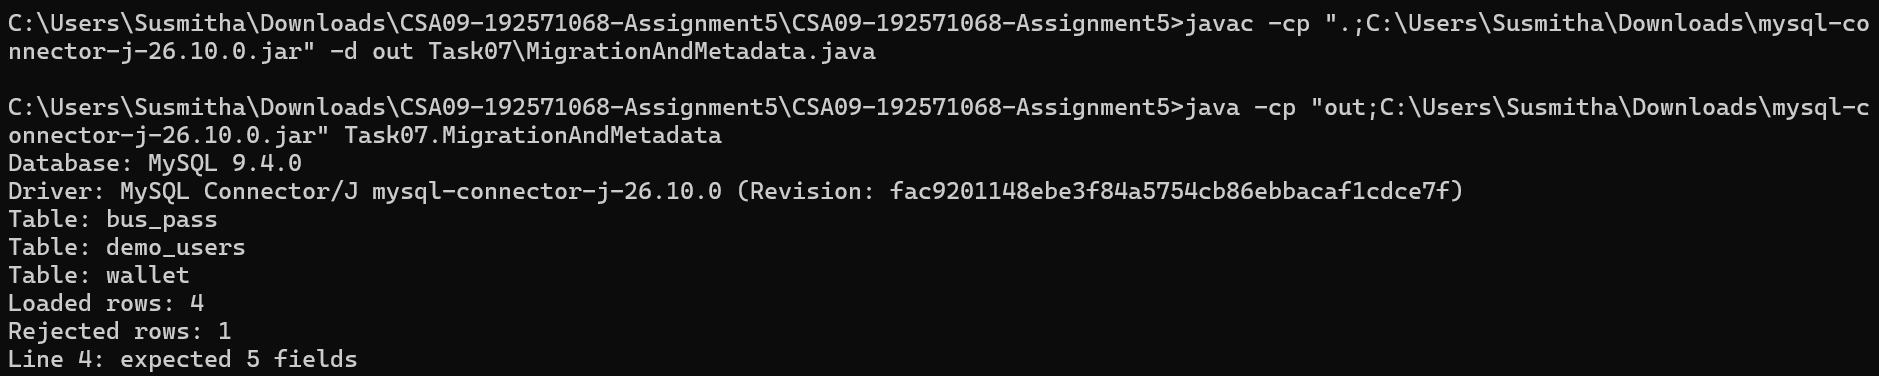 C:\Users\Susmitha\Downloads\CSA09-192571068-Assignment5\CSA09-192571068-Assignment5>javac -cp ".;C:\Users\Susmitha\Downloads\mysql-co
nnector-j-26.10.0.jar" -d out Task07\MigrationAndMetadata.java
C:\Users\Susmitha\Downloads\CSA09-192571068-Assignment5\CSA09-192571068-Assignment5>java -cp "out;C:\Users\Susmitha\Downloads\mysql-c
onnector-j-26.10.0.jar" Task07.MigrationAndMetadata
Database: MySQL 9.4.0
Driver: MySQL Connector/J mysql-connector-j-26.10.0 (Revision: fac9201148ebe3f84a5754cb86ebbacaf1cdce7f)
Table: bus_pass
Table: demo_users
Table: wallet
Loaded rows: 4
Rejected rows: 1
Line 4: expected 5 fields